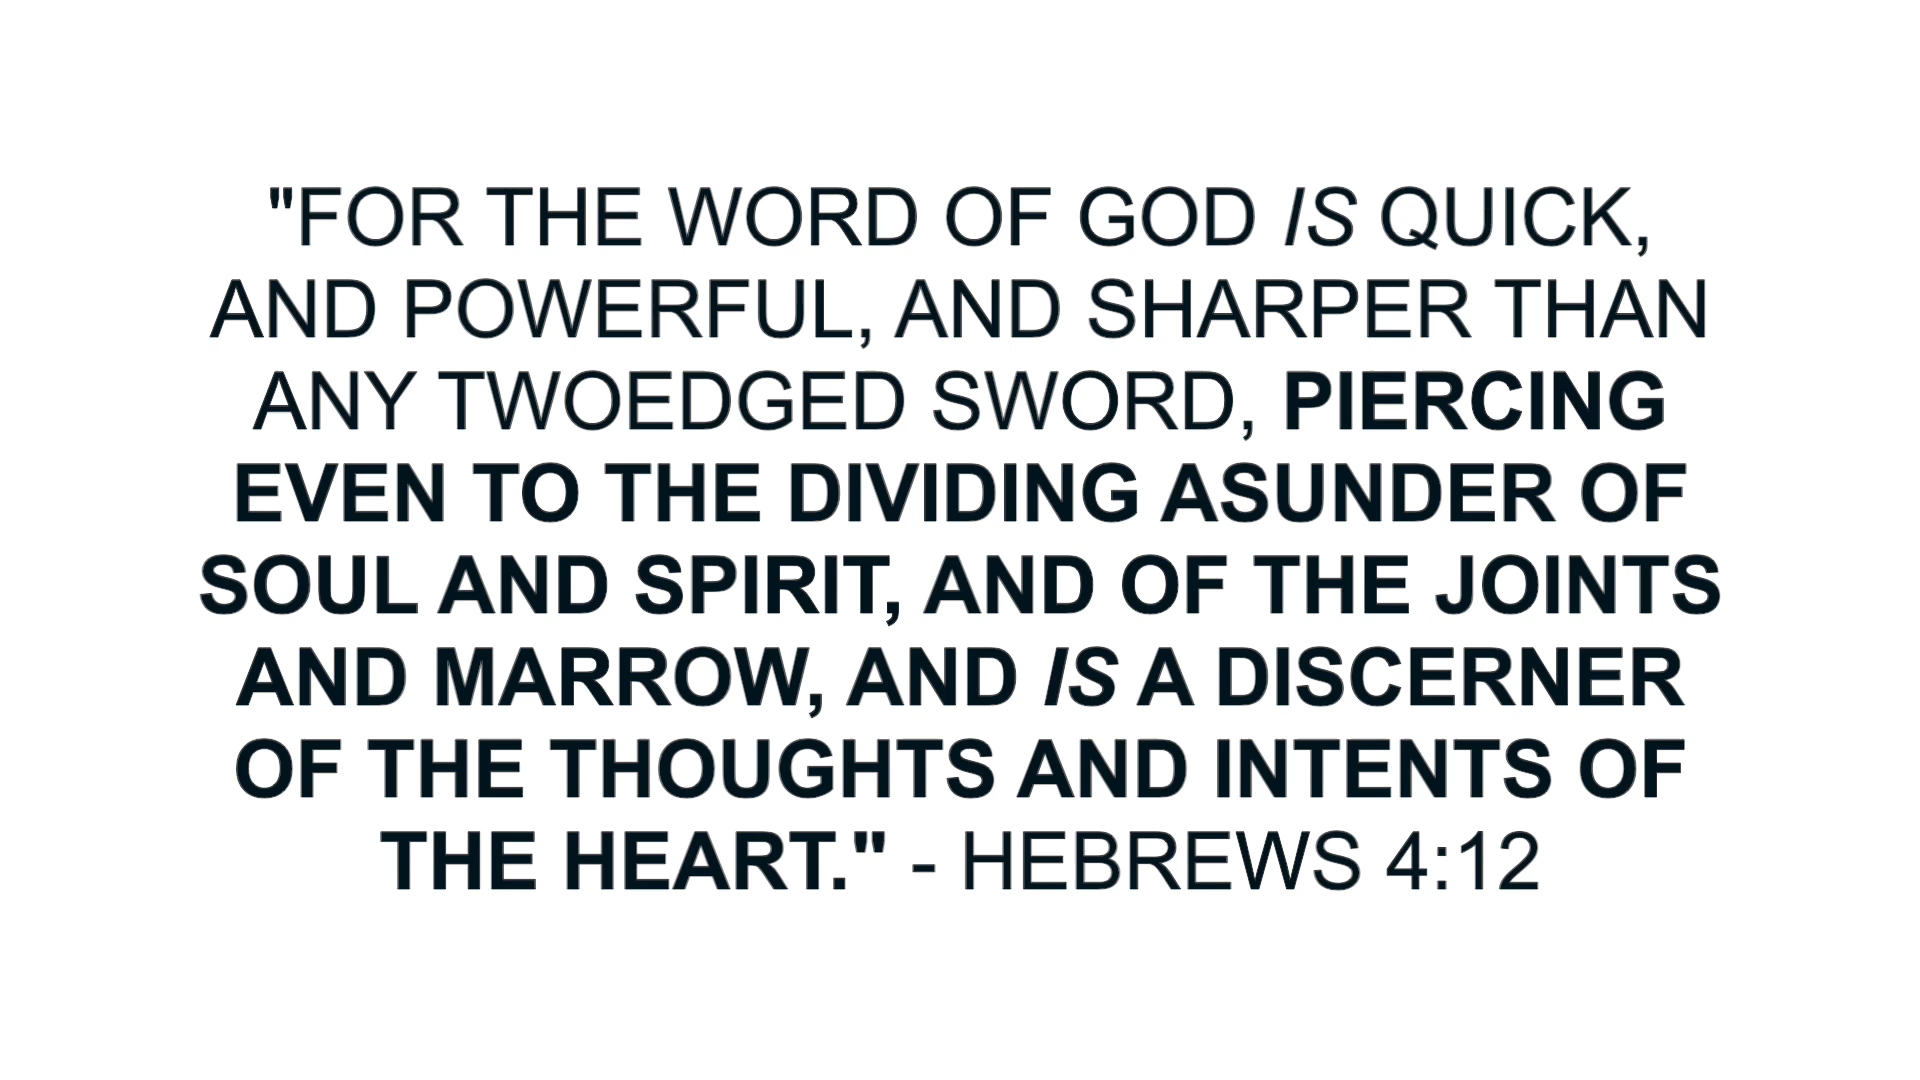 "FOR THE WORD OF GOD IS QUICK,
AND POWERFUL, AND SHARPER THAN
ANY TWOEDGED SWORD, PIERCING
EVEN TO THE DIVIDING ASUNDER OF
SOUL AND SPIRIT, AND OF THE JOINTS
AND MARROW, AND IS A DISCERNER
OF THE THOUGHTS AND INTENTS OF
THE HEART." - HEBREWS 4:12